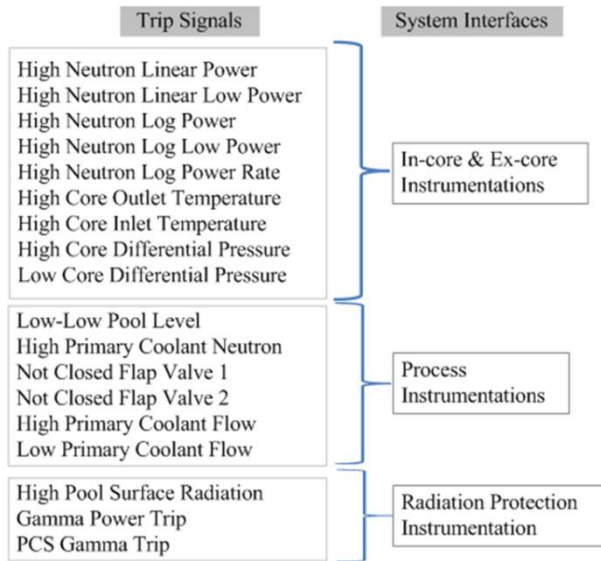 Trip Signals
System Interfaces
High Neutron Linear Power
High Neutron Linear Low Power
High Neutron Log Power
High Neutron Log Low Power
High Neutron Log Power Rate
High Core Outlet Temperature
High Core Inlet Temperature
High Core Differential Pressure
Low Core Differential Pressure
In-core & Ex-core
Instrumentations
Low-Low Pool Level
High Primary Coolant Neutron
Not Closed Flap Valve 1
Not Closed Flap Valve 2
High Primary Coolant Flow
Low Primary Coolant Flow
Process
Instrumentations
High Pool Surface Radiation
Gamma Power Trip
PCS Gamma Trip
Radiation Protection
Instrumentation